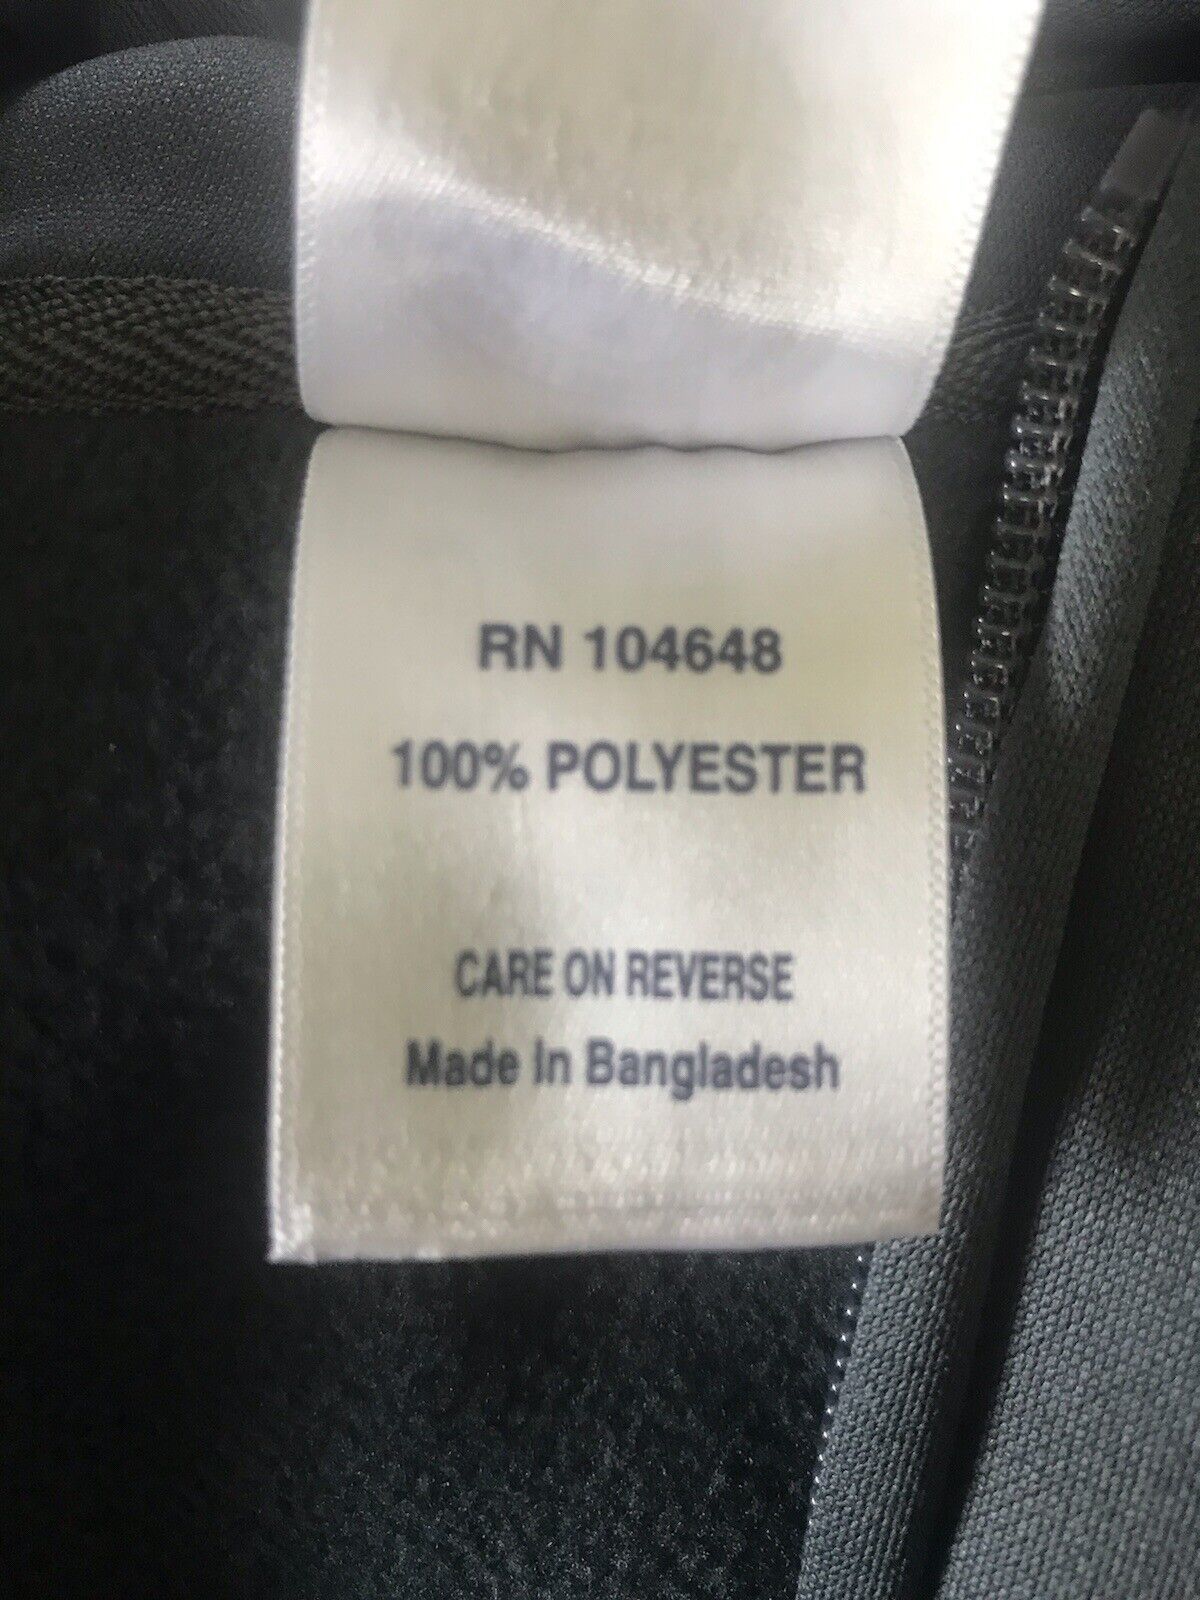 RN 104648
100% POLYESTER
CARE ON REVERSE
Made In Bangladesh